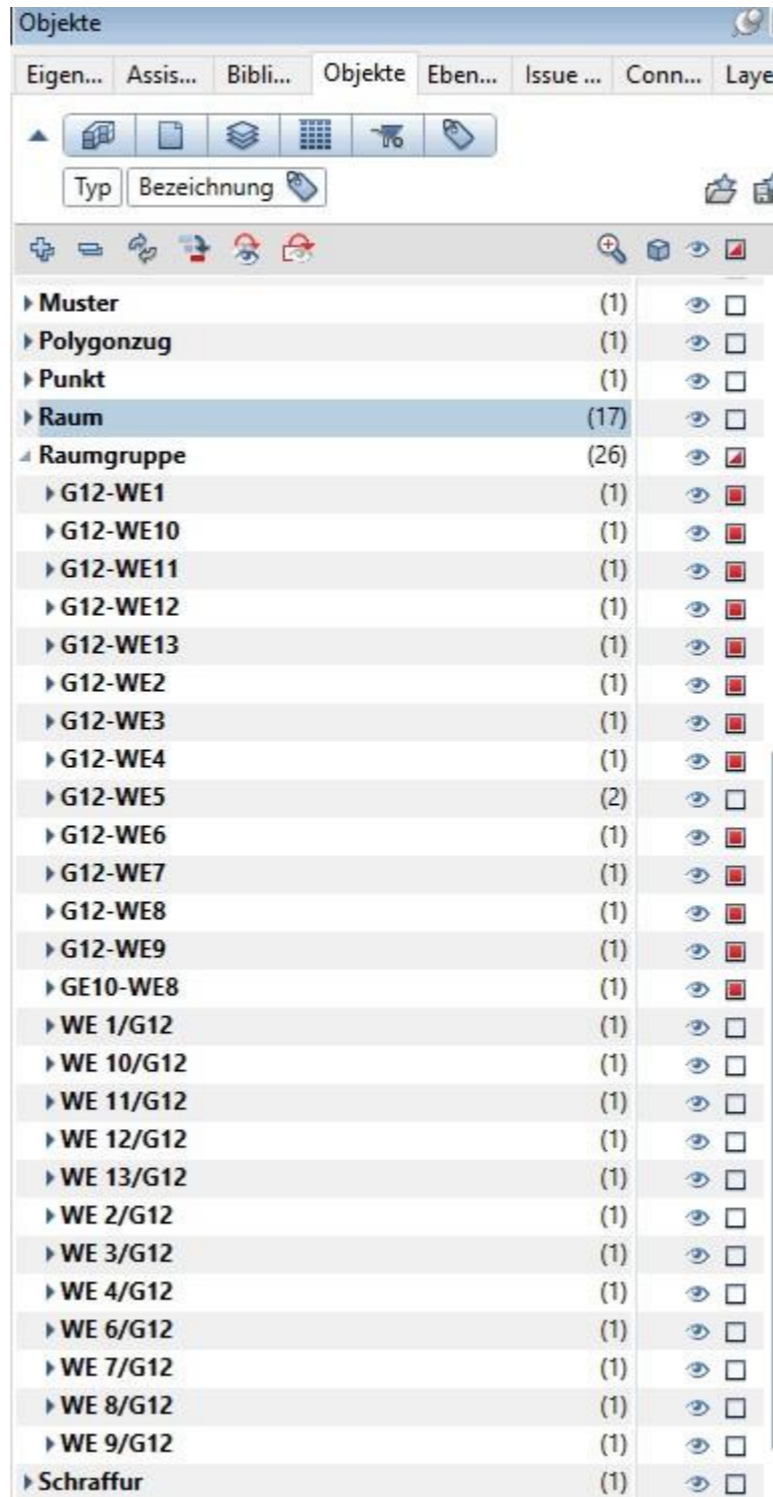 Objekte
Eigen... Assis... Bibli... Objekte Eben... Issue ... Conn... Laye
Typ Bezeichnung
Muster (1)
Polygonzug (1)
Punkt (1)
Raum (17)
Raumgruppe (26)
G12-WE1 (1)
G12-WE10 (1)
G12-WE11 (1)
G12-WE12 (1)
G12-WE13 (1)
G12-WE2 (1)
G12-WE3 (1)
G12-WE4 (1)
G12-WE5 (2)
G12-WE6 (1)
G12-WE7 (1)
G12-WE8 (1)
G12-WE9 (1)
GE10-WE8 (1)
WE 1/G12 (1)
WE 10/G12 (1)
WE 11/G12 (1)
WE 12/G12 (1)
WE 13/G12 (1)
WE 2/G12 (1)
WE 3/G12 (1)
WE 4/G12 (1)
WE 6/G12 (1)
WE 7/G12 (1)
WE 8/G12 (1)
WE 9/G12 (1)
Schraffur (1)